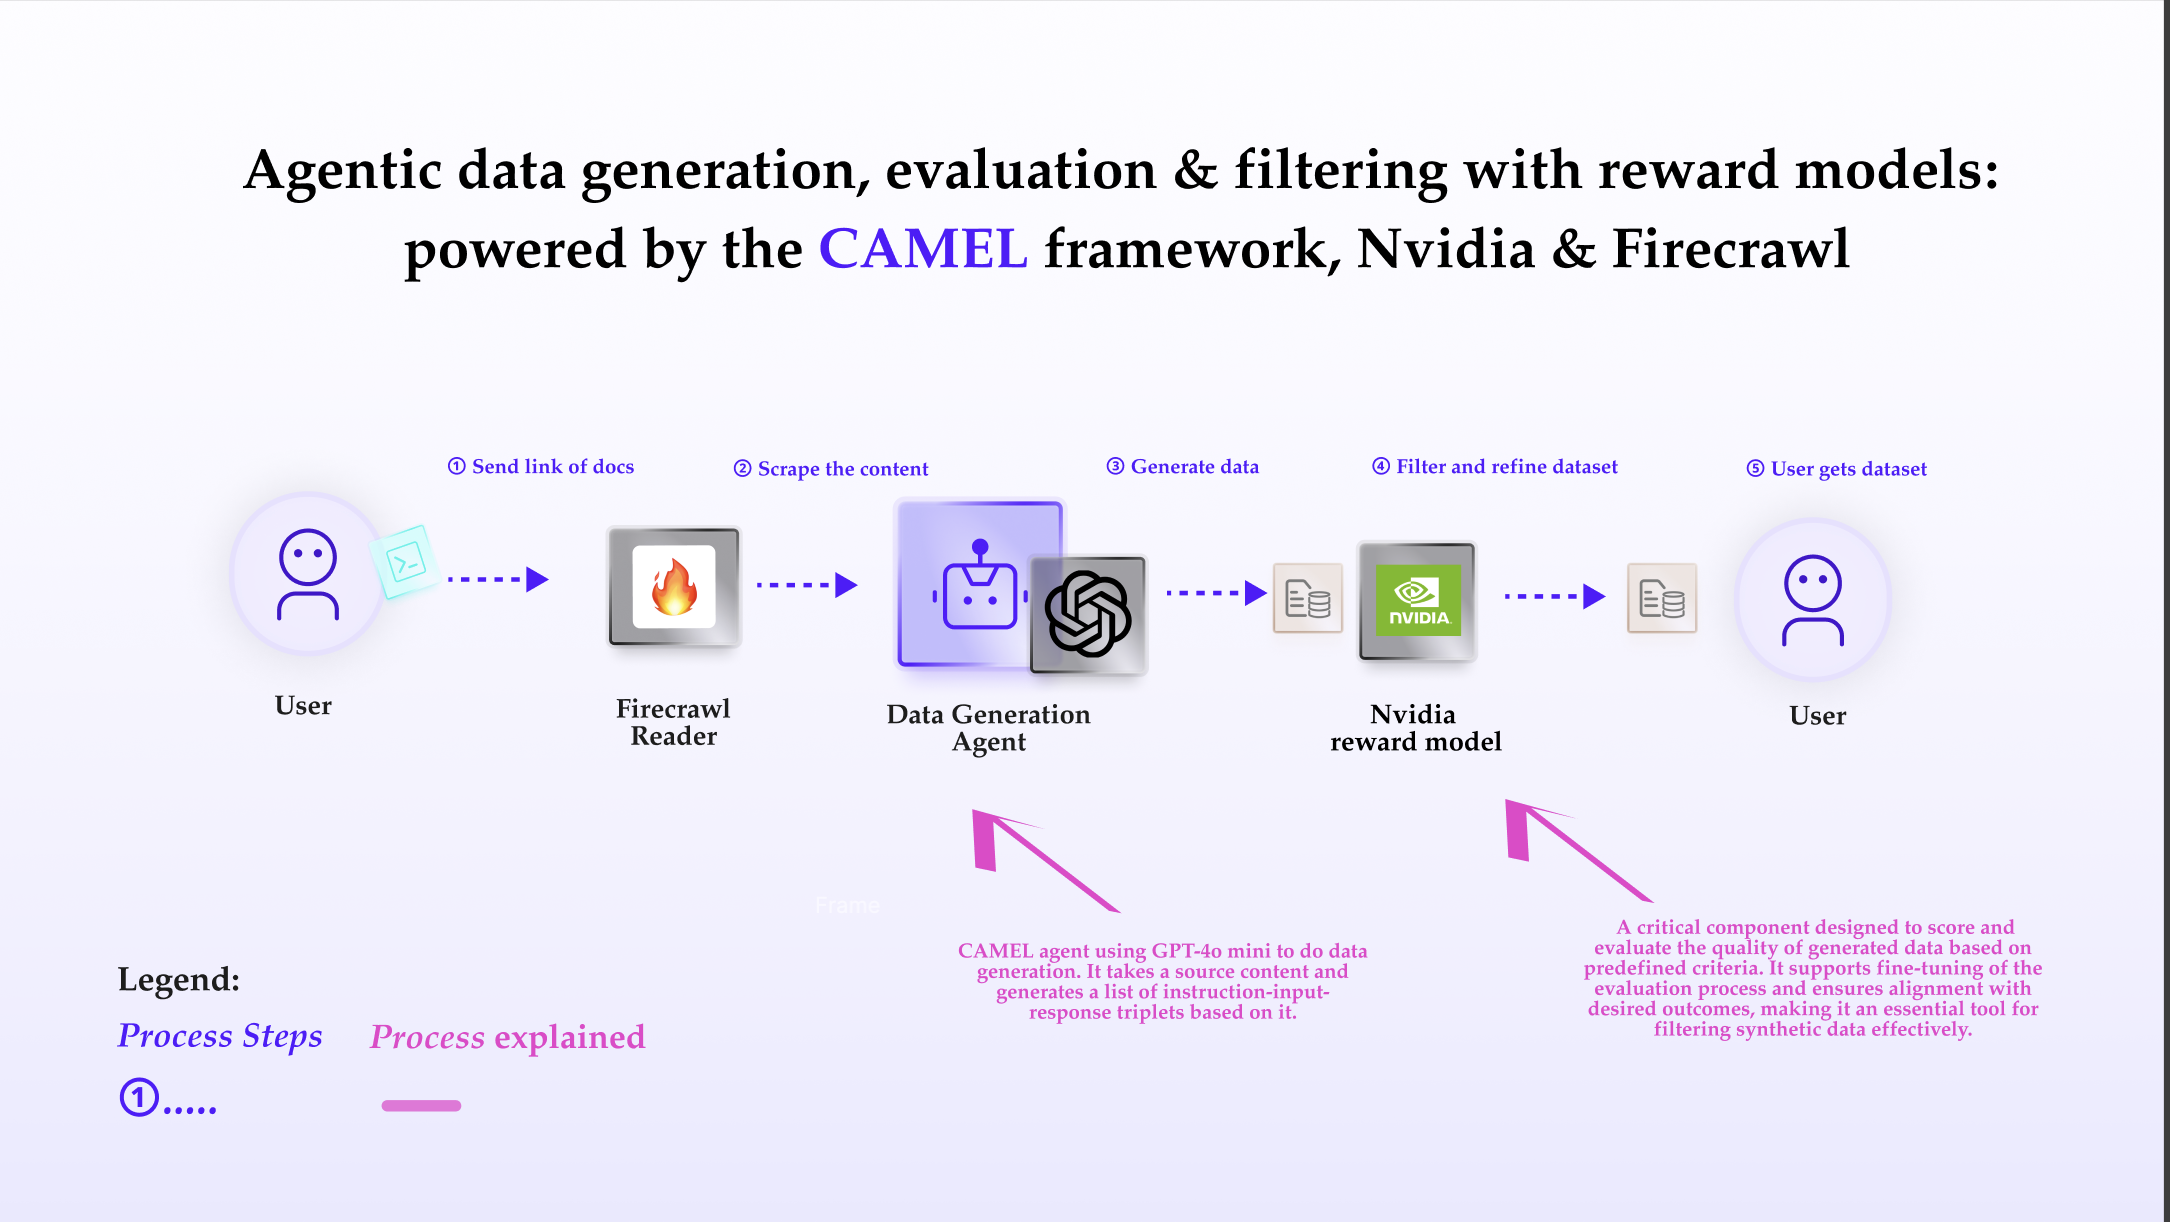 Agentic data generation, evaluation & filtering with reward models:
powered by the CAMEL framework, Nvidia & Firecrawl
① Send link of docs
② Scrape the content
③ Generate data
④ Filter and refine dataset
⑤ User gets dataset
NVIDIA.
User
Firecrawl
Reader
Data Generation
Agent
Nvidia
reward model
User
Frame
CAMEL agent using GPT-4o mini to do data
generation. It takes a source content and
generates a list of instruction-input-
response triplets based on it.
A critical component designed to score and
evaluate the quality of generated data based on
predefined criteria. It supports fine-tuning of the
evaluation process and ensures alignment with
desired outcomes, making it an essential tool for
filtering synthetic data effectively.
Legend:
Process Steps
Process explained
①.....